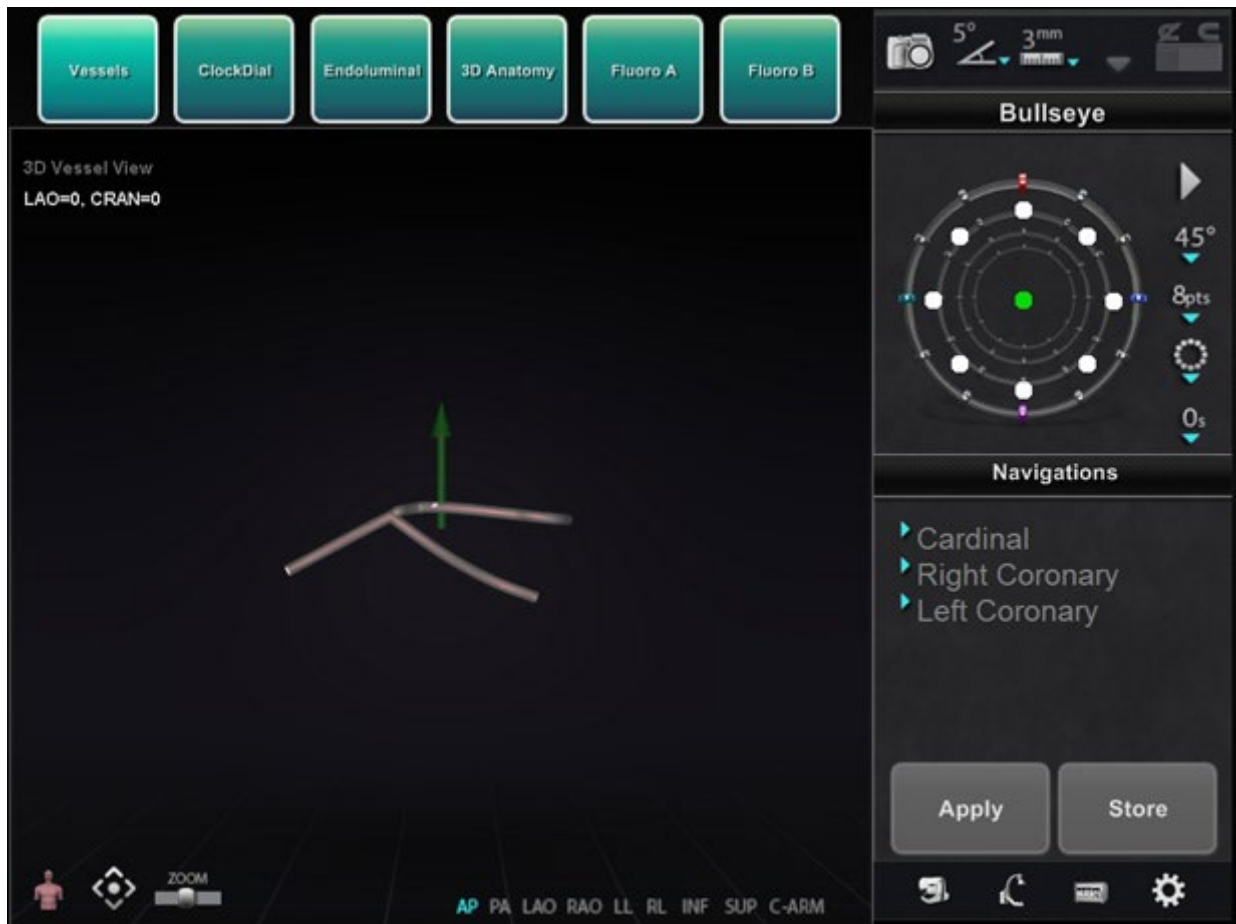 Vessels
ClockDial
Endoluminal
3D Anatomy
Fluoro A
Fluoro B
5°
3mm
Bullseye
3D Vessel View
LAO=0, CRAN=0
45°
8pts
0s
Navigations
Cardinal
Right Coronary
Left Coronary
Apply
Store
ZOOM
AP PA LAO RAO LL RL INF SUP C-ARM